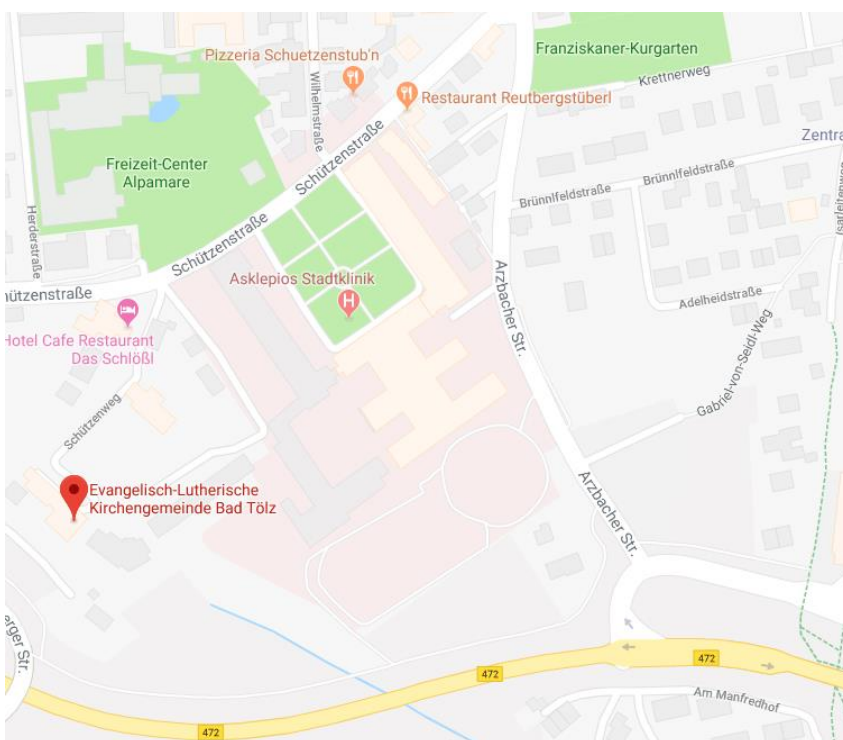 Pizzeria Schuetzenstub'n
Franziskaner-Kurgarten
Krettnerweg
Wilhelmstraße
Restaurant Reutbergstüberl
Zentra
Freizeit-Center
Alpamare
Schützenstraße
Brünnlfeldstraße
Brünnlfeldstraße
Isarleitenweg
Herderstraße
Schützenstraße
Asklepios Stadtklinik
H
Arzbacher Str.
hützenstraße
Adelheidstraße
Hotel Cafe Restaurant
Das Schlößl
Gabriel-von-Seidl-Weg
Schützenweg
Evangelisch-Lutherische
Kirchengemeinde Bad Tölz
Arzbacher Str.
erger Str.
472
472
Am Manfredhof
472